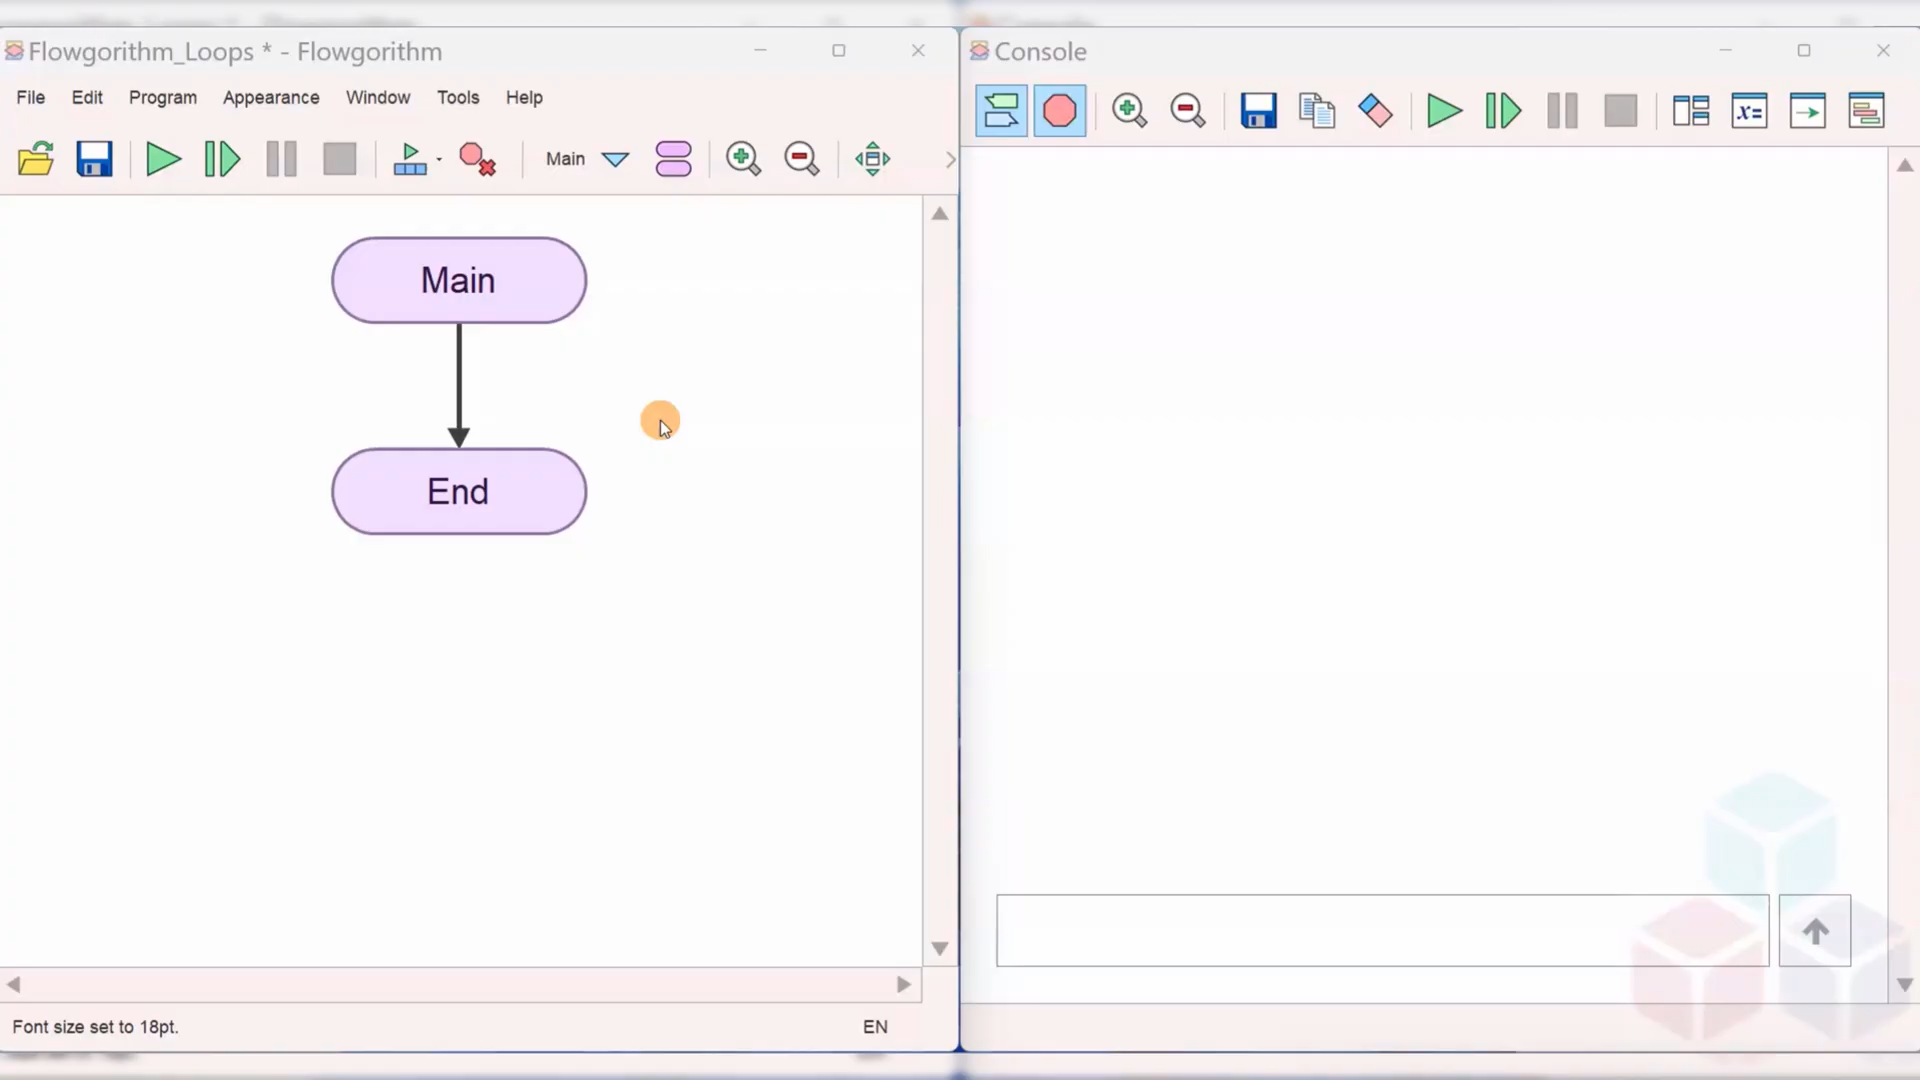 Flowgorithm_Loops * - Flowgorithm
File Edit Program Appearance Window Tools Help
Main
Main
End
Font size set to 18pt.
EN
Console
x=